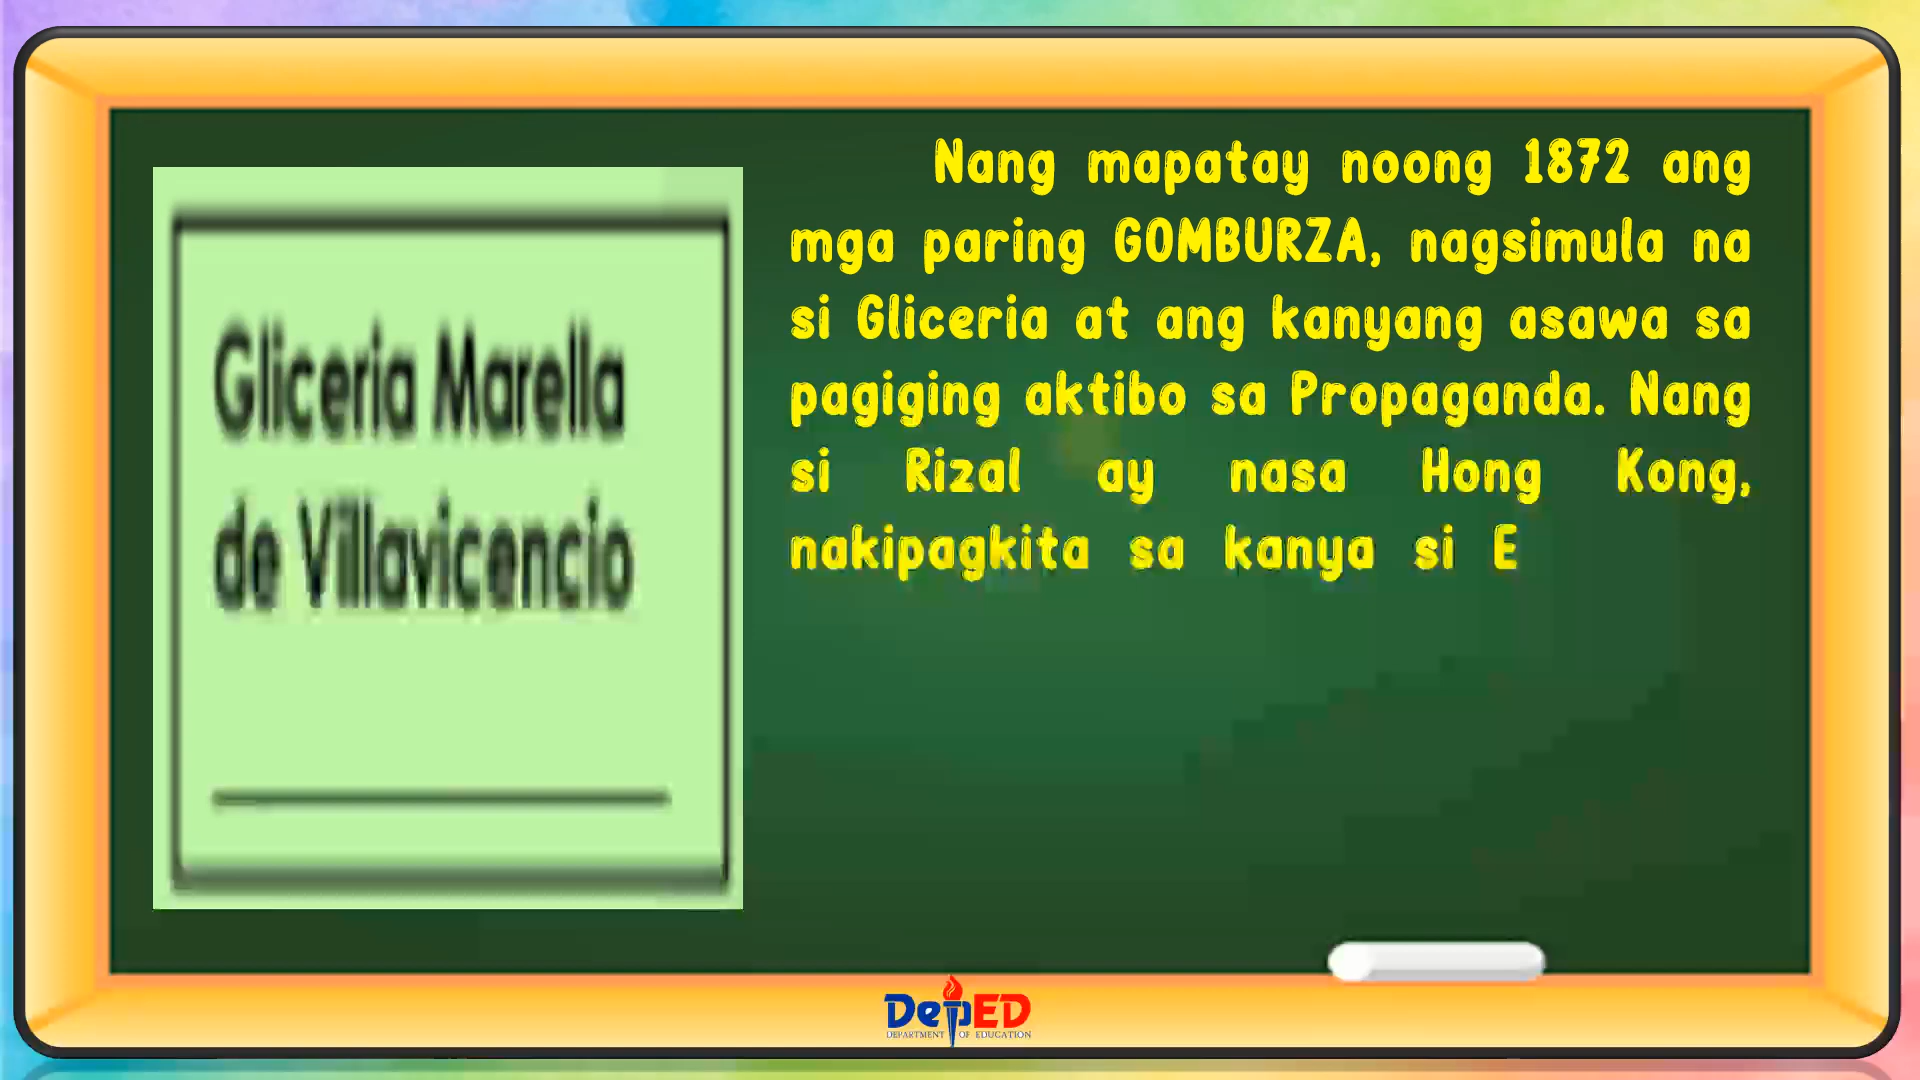 Gliceria Marella
de Villavicencio
Nang mapatay noong 1872 ang
mga paring GOMBURZA, nagsimula na
si Gliceria at ang kanyang asawa sa
pagiging aktibo sa Propaganda. Nang
si Rizal ay nasa Hong Kong,
nakipagkita sa kanya si E
DepED
DEPARTMENT OF EDUCATION